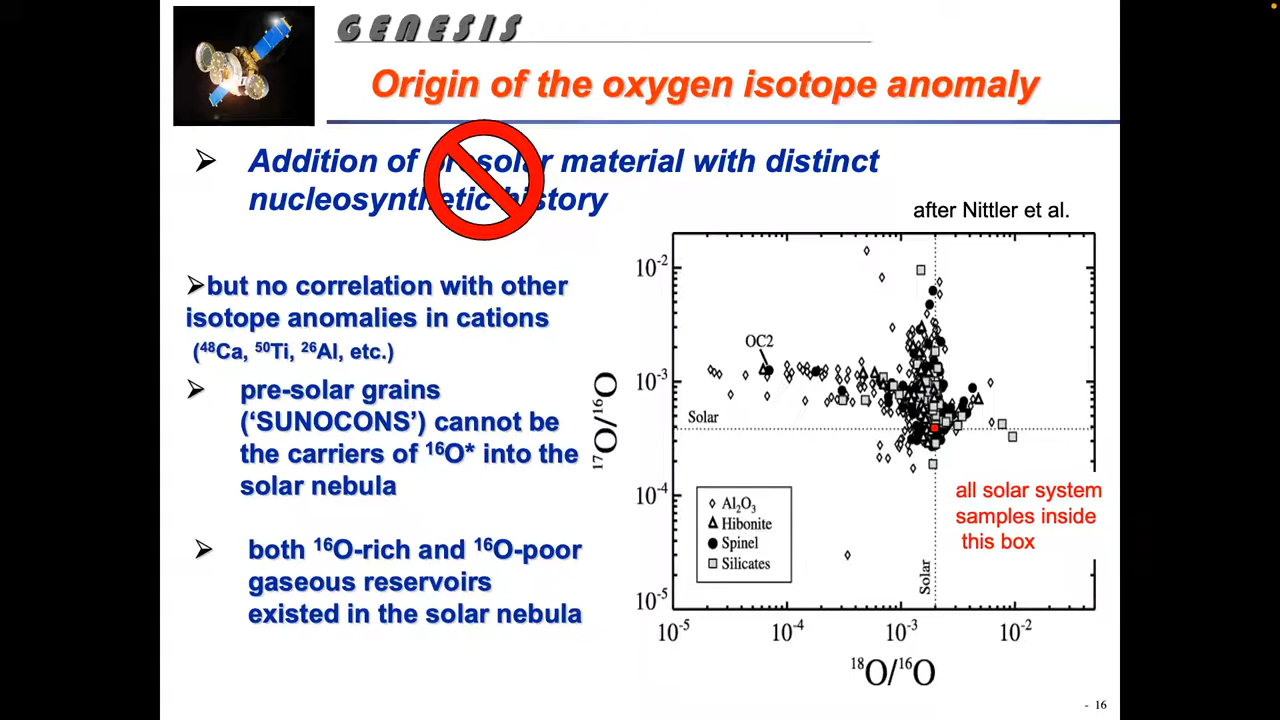 GENESIS
Origin of the oxygen isotope anomaly
➢ Addition of pre-solar material with distinct
nucleosynthetic history
after Nittler et al.
➢but no correlation with other
isotope anomalies in cations
(⁴⁸Ca, ⁵⁰Ti, ²⁶Al, etc.)
➢ pre-solar grains
('SUNOCONS') cannot be
the carriers of ¹⁶O* into the
solar nebula
➢ both ¹⁶O-rich and ¹⁶O-poor
gaseous reservoirs
existed in the solar nebula
¹⁷O/¹⁶O
10⁻²
10⁻³
10⁻⁴
10⁻⁵
OC2
Solar
Al₂O₃
Hibonite
Spinel
Silicates
Solar
all solar system
samples inside
this box
10⁻⁵ 10⁻⁴ 10⁻³ 10⁻²
¹⁸O/¹⁶O
- 16